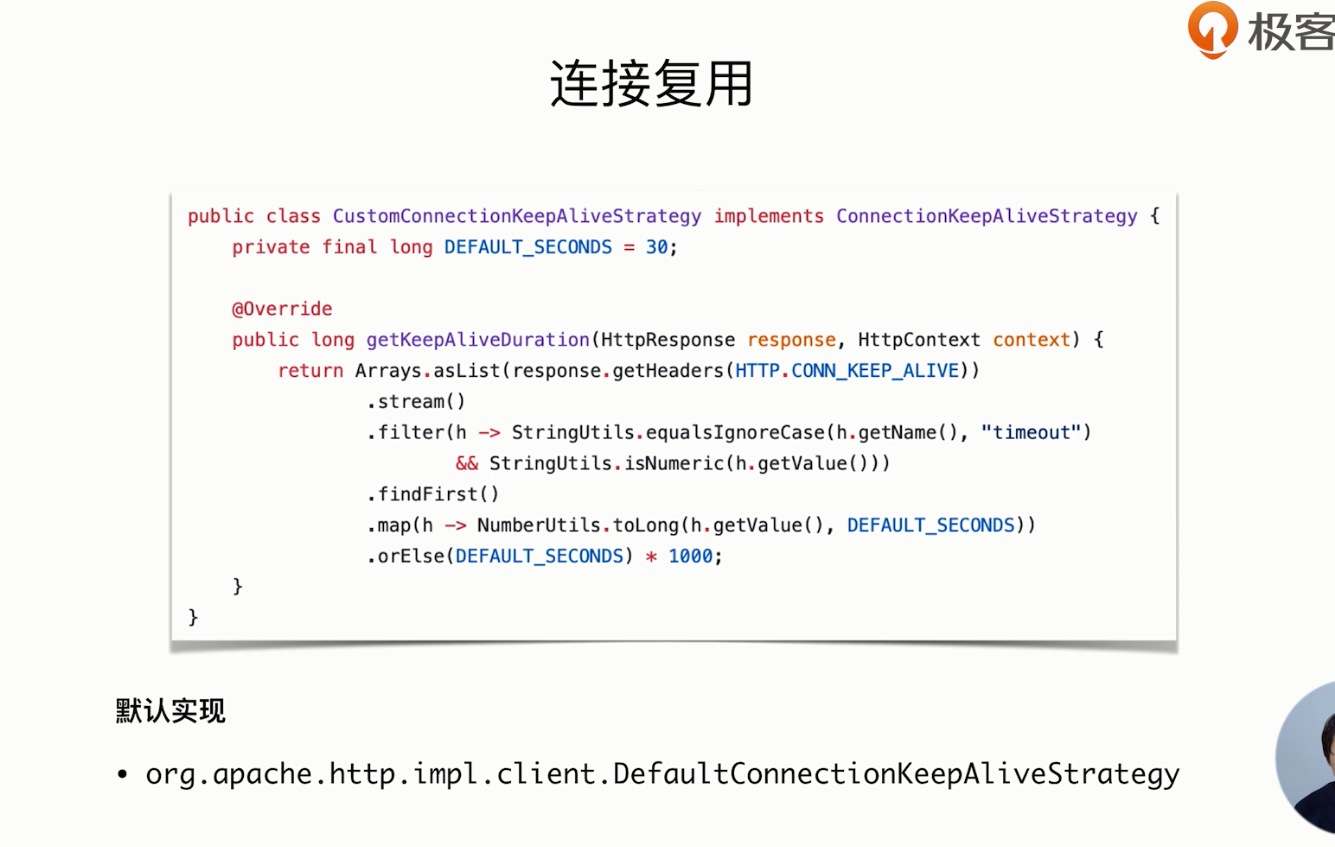 极客
连接复用
public class CustomConnectionKeepAliveStrategy implements ConnectionKeepAliveStrategy {
    private final long DEFAULT_SECONDS = 30;

    @Override
    public long getKeepAliveDuration(HttpResponse response, HttpContext context) {
        return Arrays.asList(response.getHeaders(HTTP.CONN_KEEP_ALIVE))
                .stream()
                .filter(h -> StringUtils.equalsIgnoreCase(h.getName(), "timeout")
                        && StringUtils.isNumeric(h.getValue()))
                .findFirst()
                .map(h -> NumberUtils.toLong(h.getValue(), DEFAULT_SECONDS))
                .orElse(DEFAULT_SECONDS) * 1000;
    }
}
默认实现
• org.apache.http.impl.client.DefaultConnectionKeepAliveStrategy